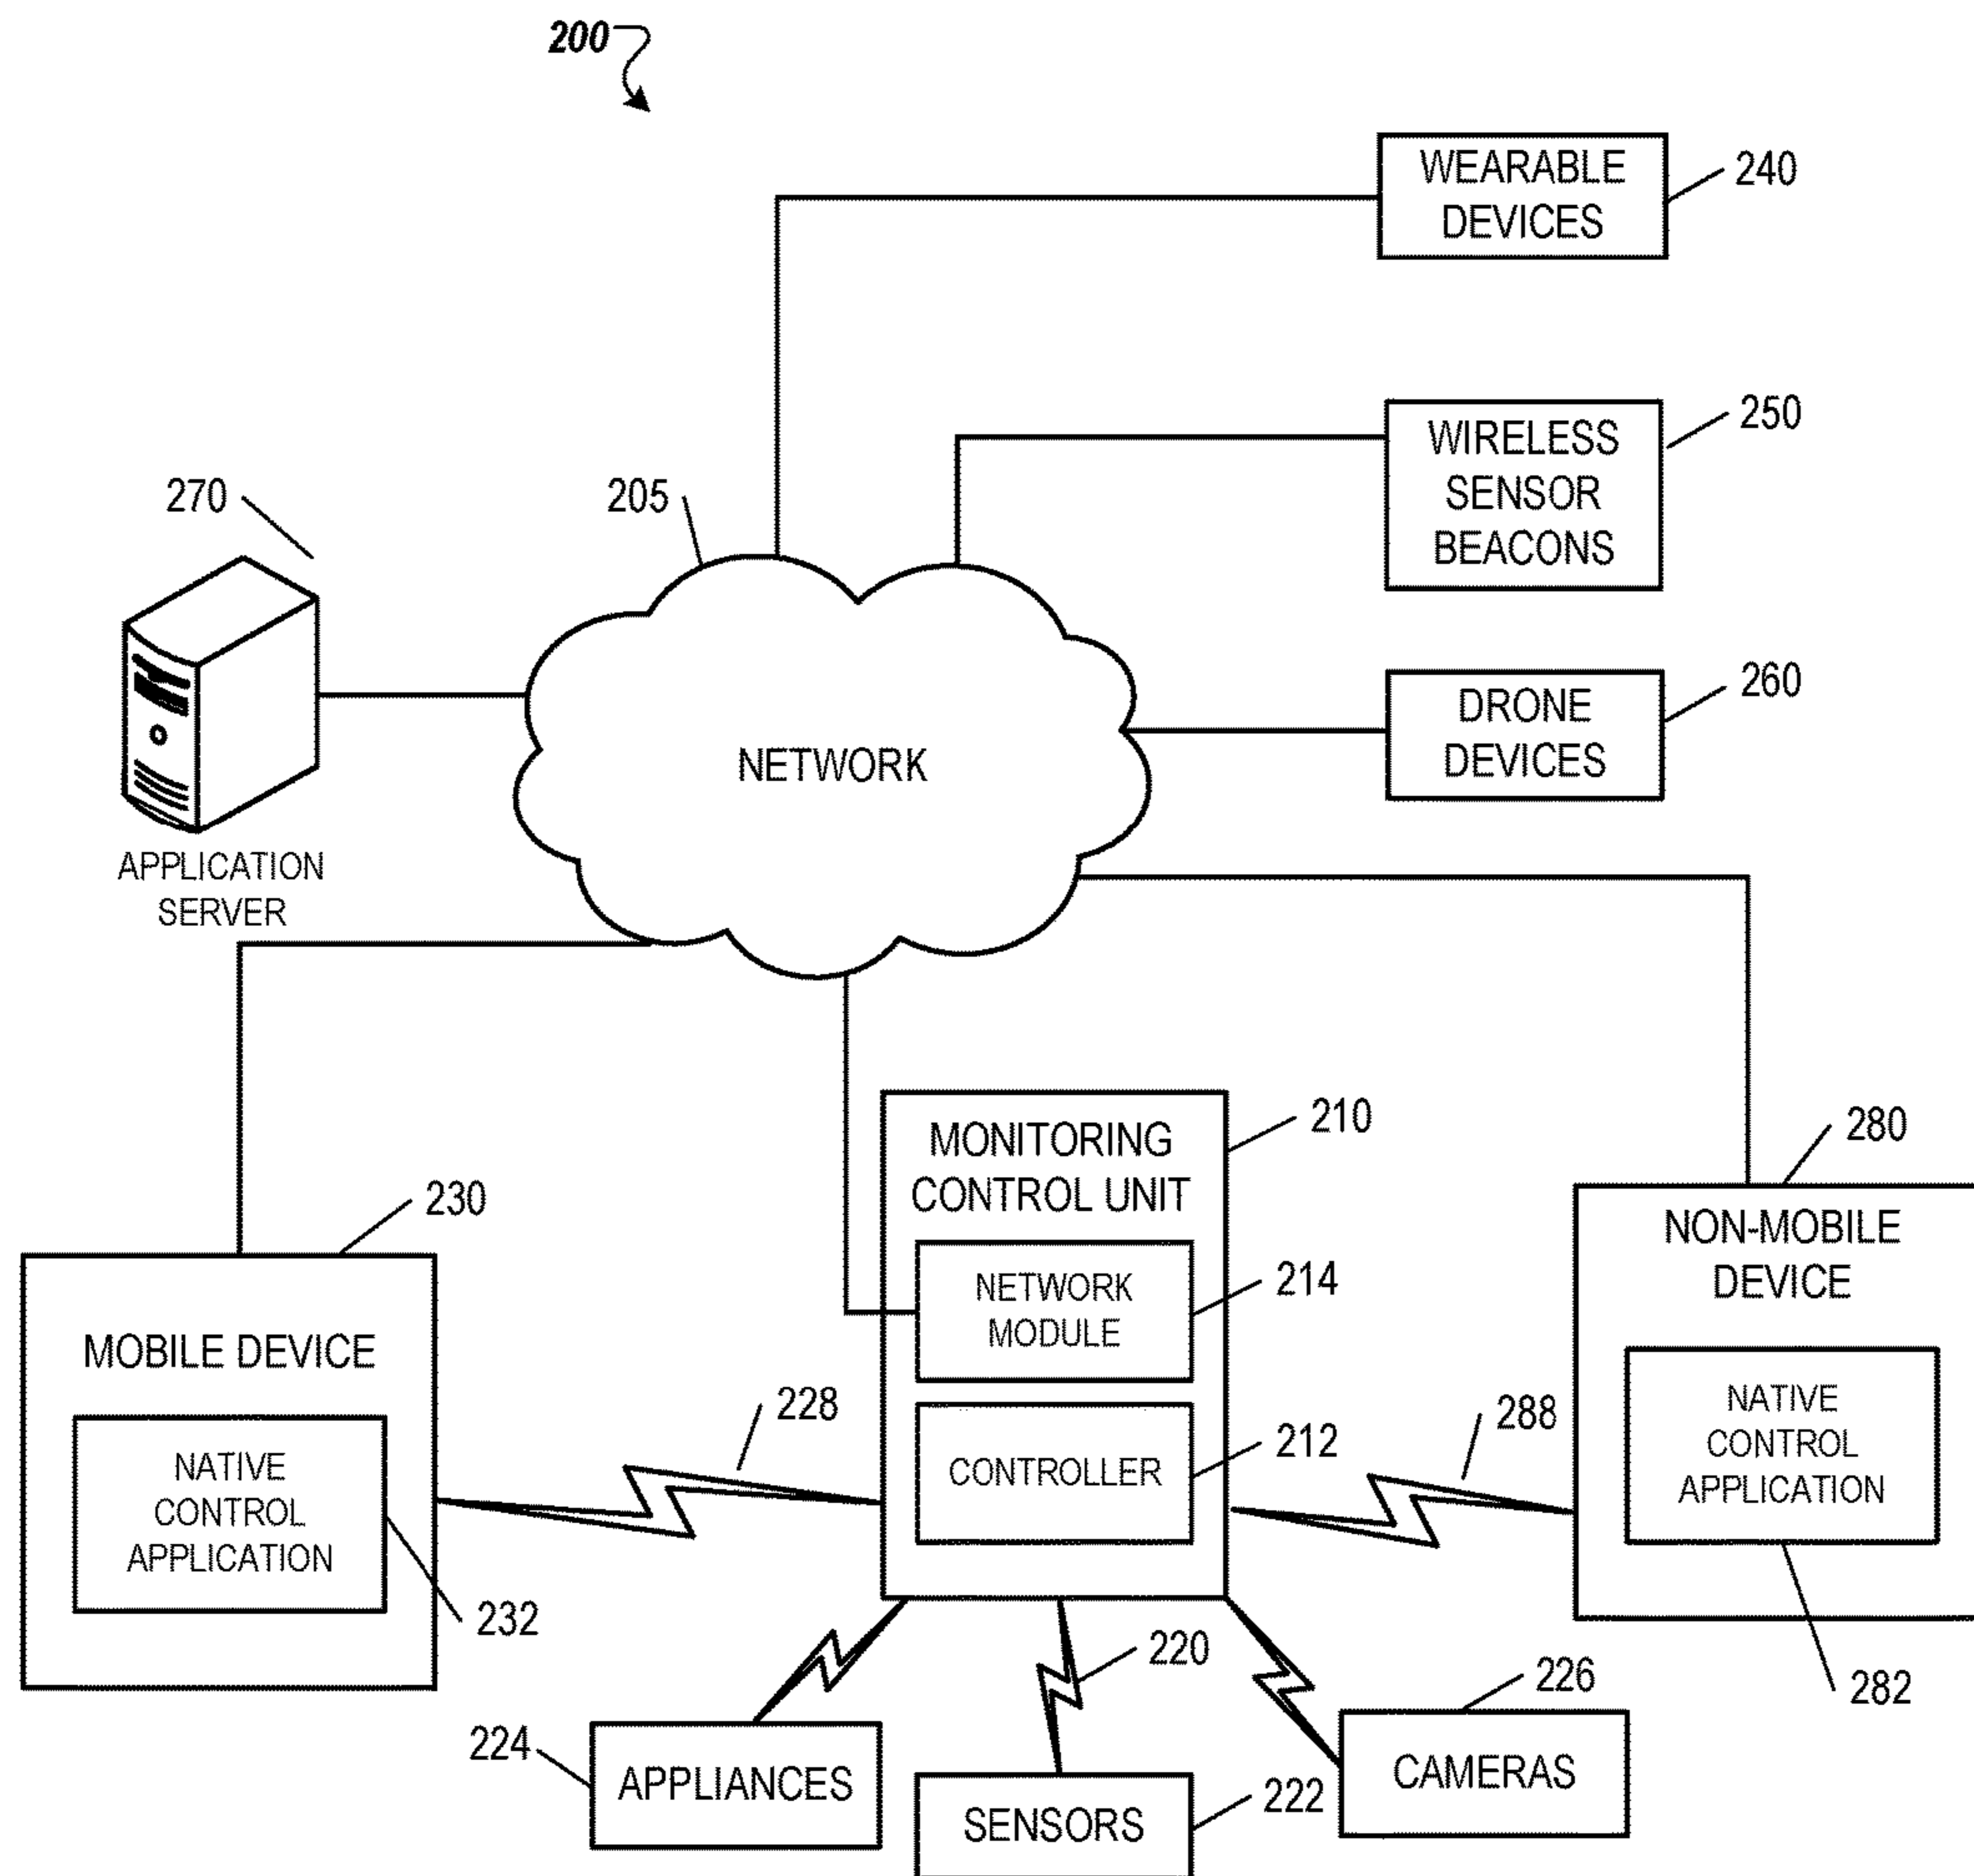 200
WEARABLE
DEVICES
240
WIRELESS
SENSOR
BEACONS
250
270
205
DRONE
DEVICES
260
NETWORK
APPLICATION
SERVER
210
MONITORING
CONTROL UNIT
280
NON-MOBILE
DEVICE
230
NETWORK
MODULE
214
MOBILE DEVICE
228
NATIVE
CONTROL
APPLICATION
288
CONTROLLER
212
NATIVE
CONTROL
APPLICATION
232
220
226
282
224
APPLIANCES
CAMERAS
SENSORS
222